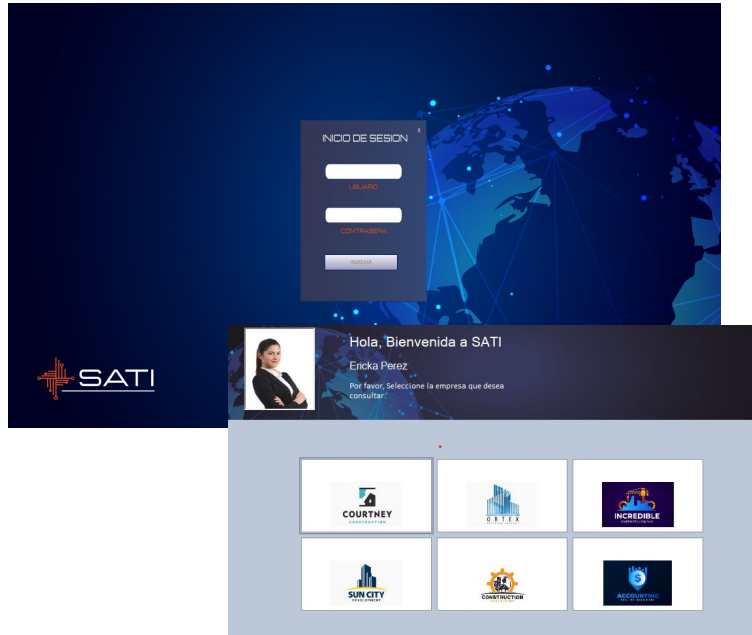 INICIO DE SESION
X
USUARIO
CONTRASEÑA
INGRESAR
SATI
Hola, Bienvenida a SATI
Ericka Perez
Por favor, Seleccione la empresa que desea
consultar:
COURTNEY
CONSTRUCTION
ORTEX
INCREDIBLE
SUN CITY
DEVELOPMENT
CONSTRUCTION
ACCOUNTING